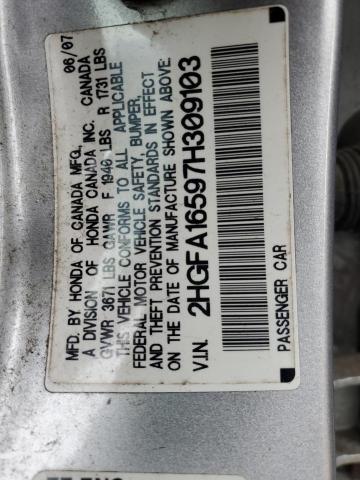 MFD. BY HONDA OF CANADA MFG., 06/07
A DIVISION OF HONDA CANADA INC. CANADA
GVWR 3671 LBS GAWR F 1940 LBS R 1731 LBS
THIS VEHICLE CONFORMS TO ALL APPLICABLE
FEDERAL MOTOR VEHICLE SAFETY, BUMPER,
AND THEFT PREVENTION STANDARDS IN EFFECT
ON THE DATE OF MANUFACTURE SHOWN ABOVE.
V.I.N. 2HGFA16597H309103
PASSENGER CAR